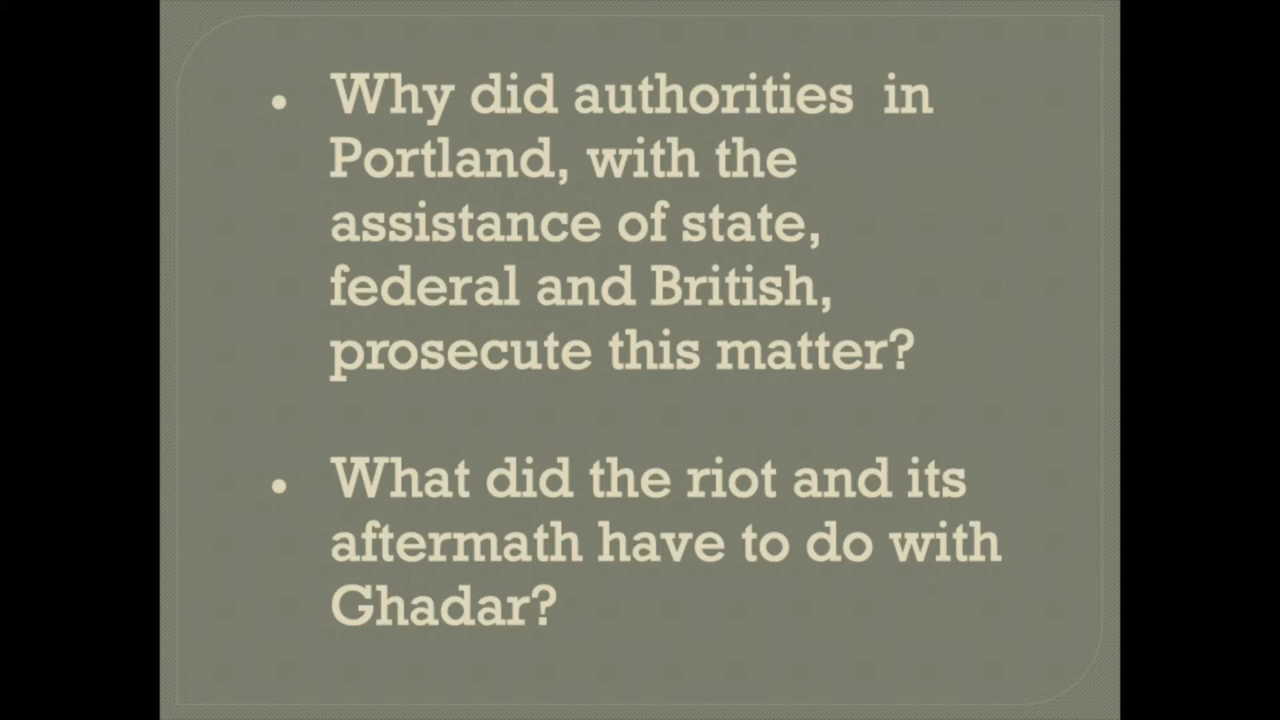 • Why did authorities in
Portland, with the
assistance of state,
federal and British,
prosecute this matter?
• What did the riot and its
aftermath have to do with
Ghadar?